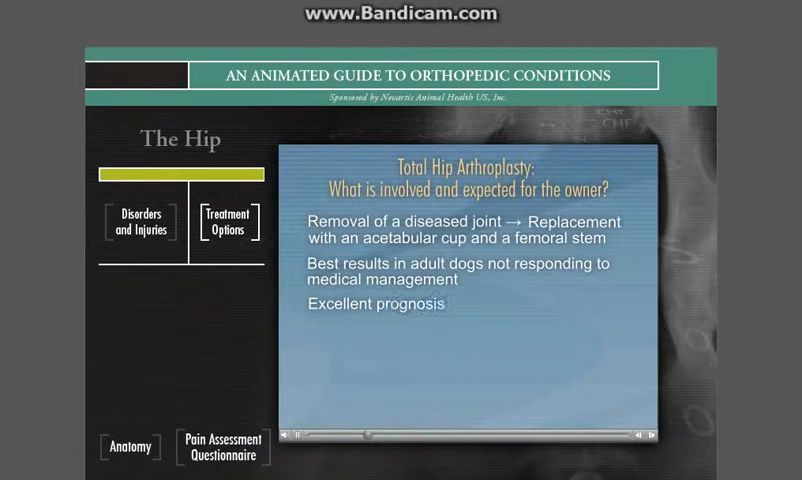 www.Bandicam.com
AN ANIMATED GUIDE TO ORTHOPEDIC CONDITIONS
Sponsored by Novartis Animal Health US, Inc.
The Hip
Disorders
and Injuries
Treatment
Options
Total Hip Arthroplasty:
What is involved and expected for the owner?
Removal of a diseased joint → Replacement
with an acetabular cup and a femoral stem
Best results in adult dogs not responding to
medical management
Excellent prognosis
Anatomy
Pain Assessment
Questionnaire